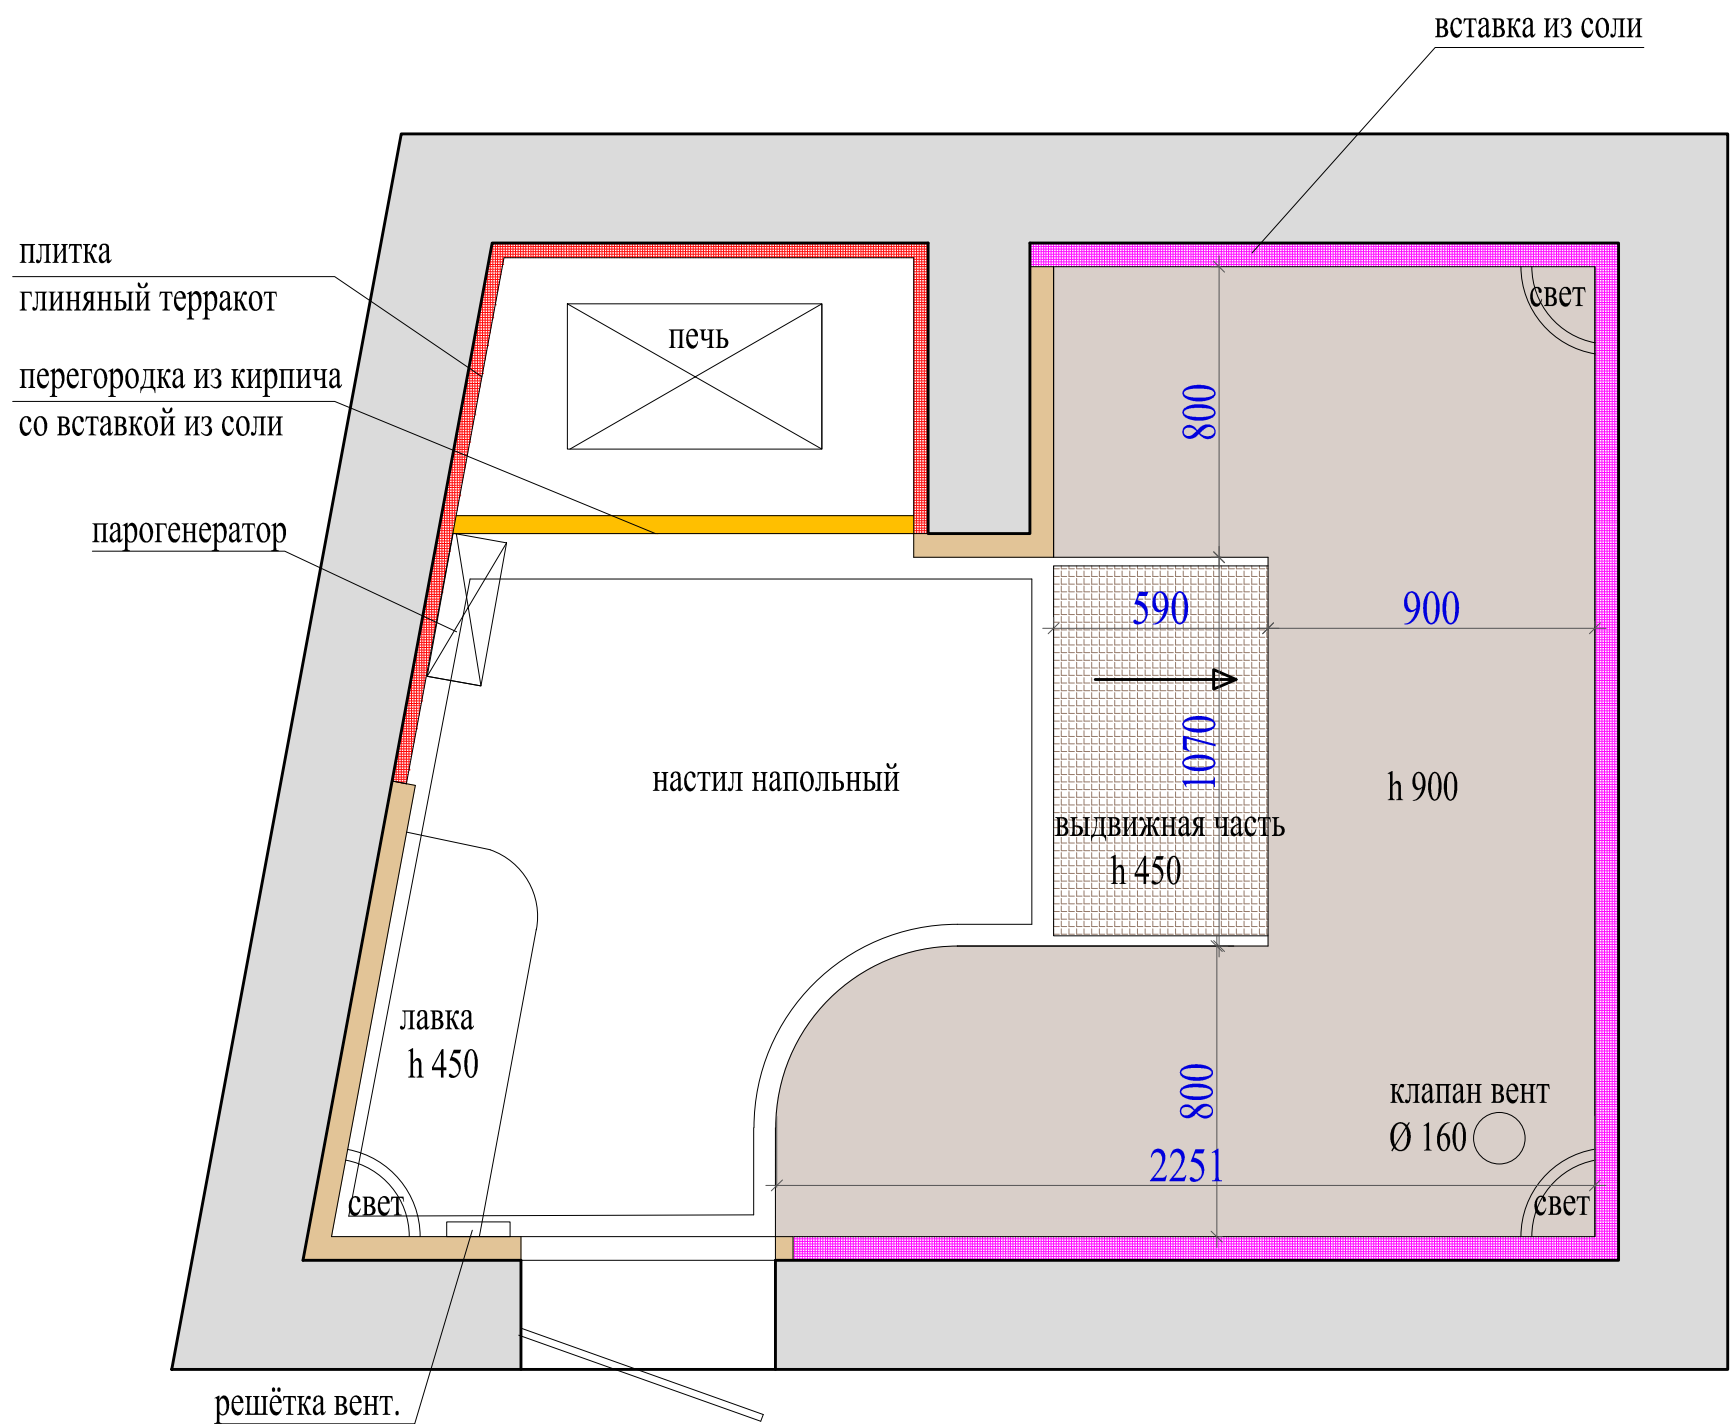 вставка из соли
плитка
глиняный терракот
перегородка из кирпича
со вставкой из соли
парогенератор
печь
свет
800
590
900
1070
настил напольный
h 900
выдвижная часть
h 450
лавка
h 450
800
клапан вент
Ø 160
2251
свет
свет
решётка вент.